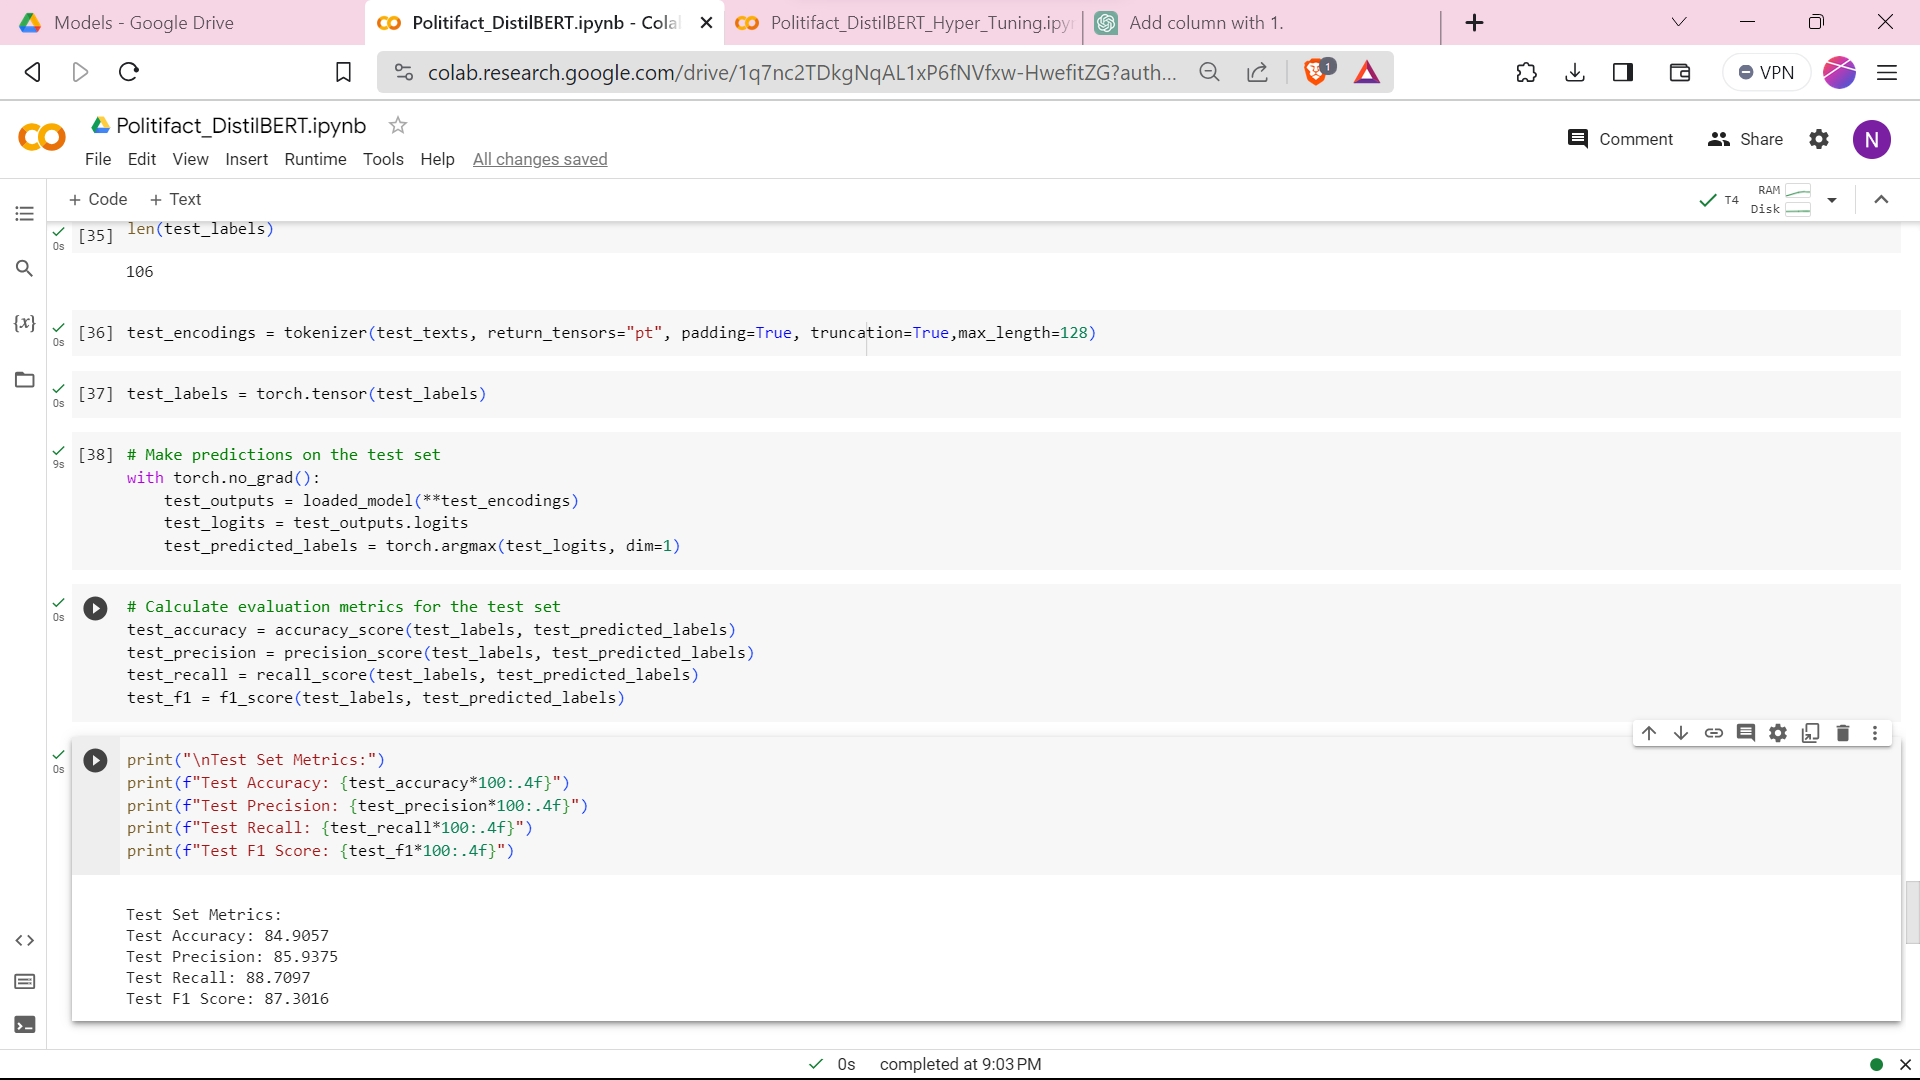 Models - Google Drive
Politifact_DistilBERT.ipynb - Cola
Politifact_DistilBERT_Hyper_Tuning.ipy
Add column with 1.
colab.research.google.com/drive/1q7nc2TDkgNqAL1xP6fNVfxw-HwefitZG?auth...
1
VPN
Politifact_DistilBERT.ipynb
Comment
Share
N
File Edit View Insert Runtime Tools Help All changes saved
+ Code + Text
T4
RAM
Disk
0s
[35] len(test_labels)
106
{x}
0s
[36] test_encodings = tokenizer(test_texts, return_tensors="pt", padding=True, truncation=True,max_length=128)
0s
[37] test_labels = torch.tensor(test_labels)
9s
[38] # Make predictions on the test set
with torch.no_grad():
    test_outputs = loaded_model(**test_encodings)
    test_logits = test_outputs.logits
    test_predicted_labels = torch.argmax(test_logits, dim=1)
0s
# Calculate evaluation metrics for the test set
test_accuracy = accuracy_score(test_labels, test_predicted_labels)
test_precision = precision_score(test_labels, test_predicted_labels)
test_recall = recall_score(test_labels, test_predicted_labels)
test_f1 = f1_score(test_labels, test_predicted_labels)
0s
print("\nTest Set Metrics:")
print(f"Test Accuracy: {test_accuracy*100:.4f}")
print(f"Test Precision: {test_precision*100:.4f}")
print(f"Test Recall: {test_recall*100:.4f}")
print(f"Test F1 Score: {test_f1*100:.4f}")
Test Set Metrics:
Test Accuracy: 84.9057
Test Precision: 85.9375
Test Recall: 88.7097
Test F1 Score: 87.3016
0s completed at 9:03 PM